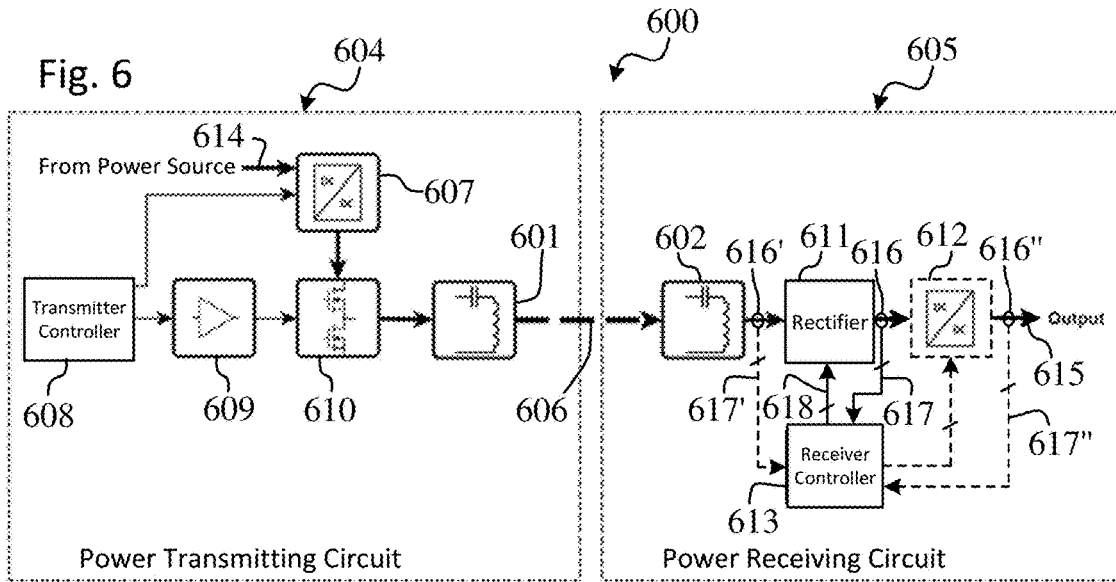 600
604
605
Fig. 6
614
From Power Source
607
601
602
616'
611
616
612
616"
Transmitter
Controller
Rectifier
Output
608
609
610
606
617'
618
617
615
617"
Receiver
Controller
613
Power Transmitting Circuit
Power Receiving Circuit